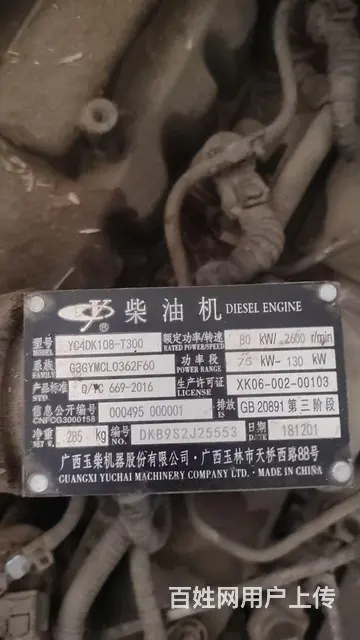 柴油机 DIESEL ENGINE
型号 MODEL YC4DK108-T300 额定功率/转速 RATED POWER/SPEED 80 kW/ 2600 r/min
系族 FAMILY G3GYMCL0362F60 功率段 POWER 75 kW- 130 kW
产品标准 Q/YC 669-2016 生产许可证 LICENSE XK06-002-00103
信息公开编号 CNFCG3000158 000495 000001 排放 GB 20891 第三阶段
净重 285 kg 编号 DKB9S2J25553 日期 181201
广西玉柴机器股份有限公司·广西玉林市天桥西路88号
GUANGXI YUCHAI MACHINERY COMPANY LTD. · MADE IN CHINA
百姓网用户上传